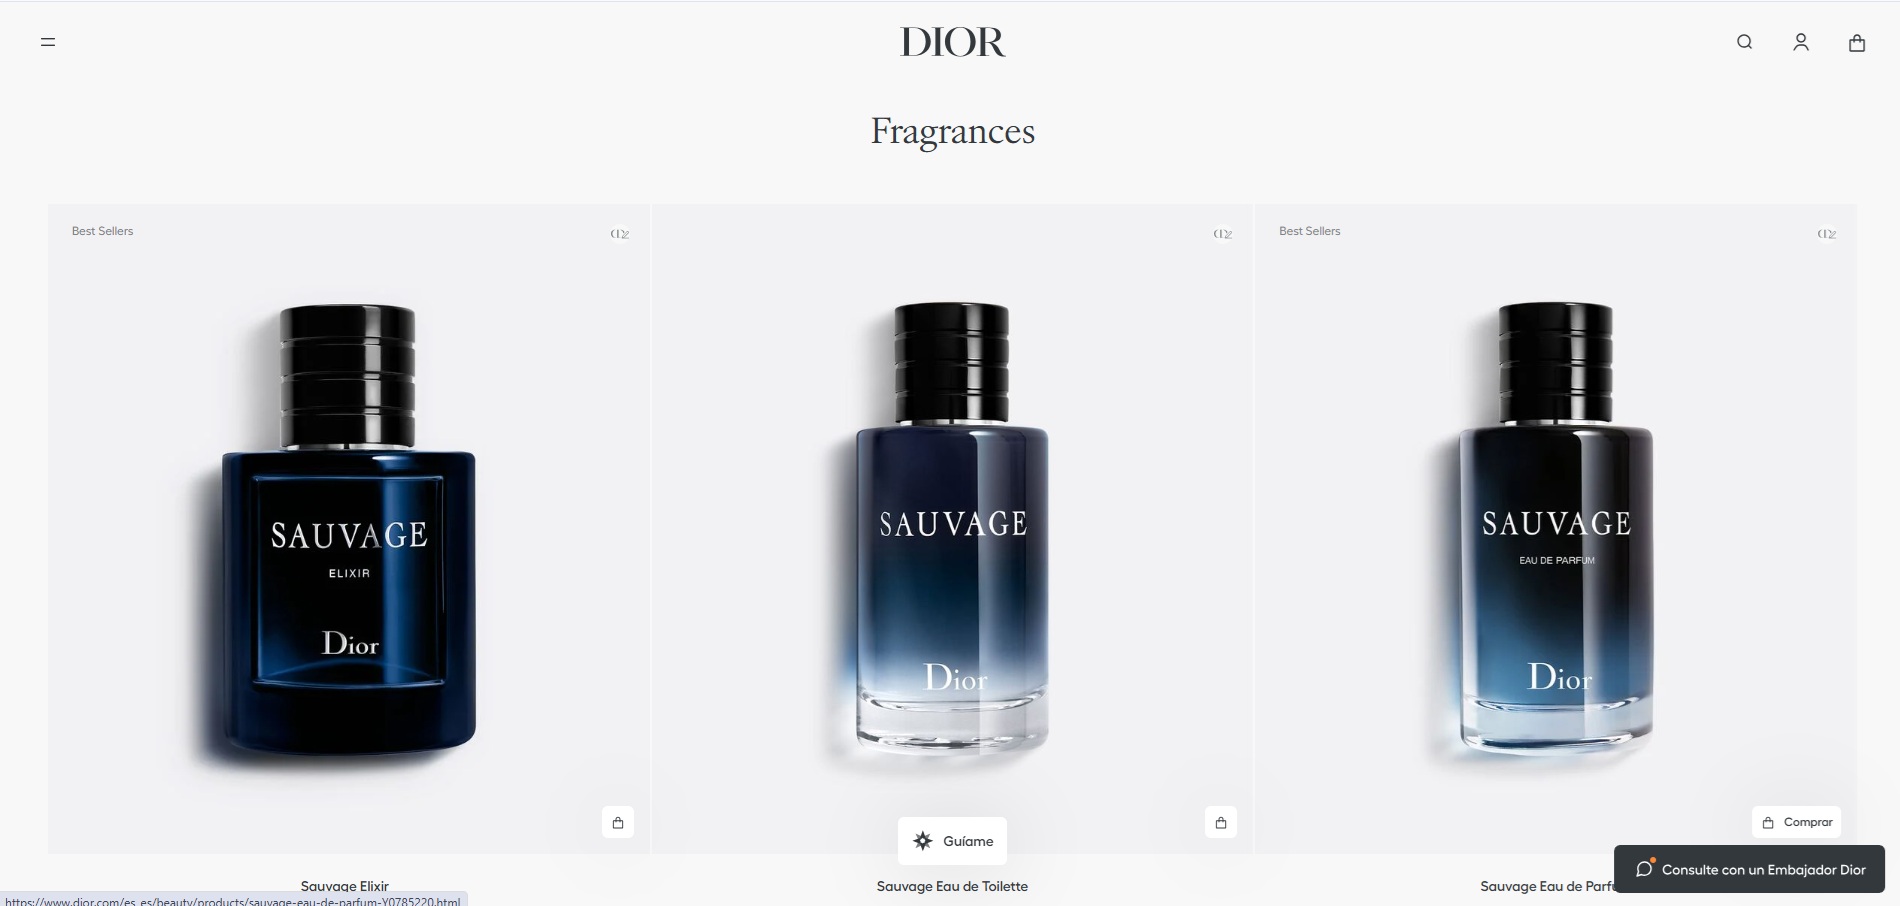 DIOR
Fragrances
Best Sellers
Best Sellers
SAUVAGE
ELIXIR
Dior
SAUVAGE
Dior
SAUVAGE
EAU DE PARFUM
Dior
Comprar
Guíame
Consulte con un Embajador Dior
Sauvage Elixir
Sauvage Eau de Toilette
Sauvage Eau de Parfu
https://www.dior.com/es_es/beauty/products/sauvage-eau-de-parfum-Y0785220.html